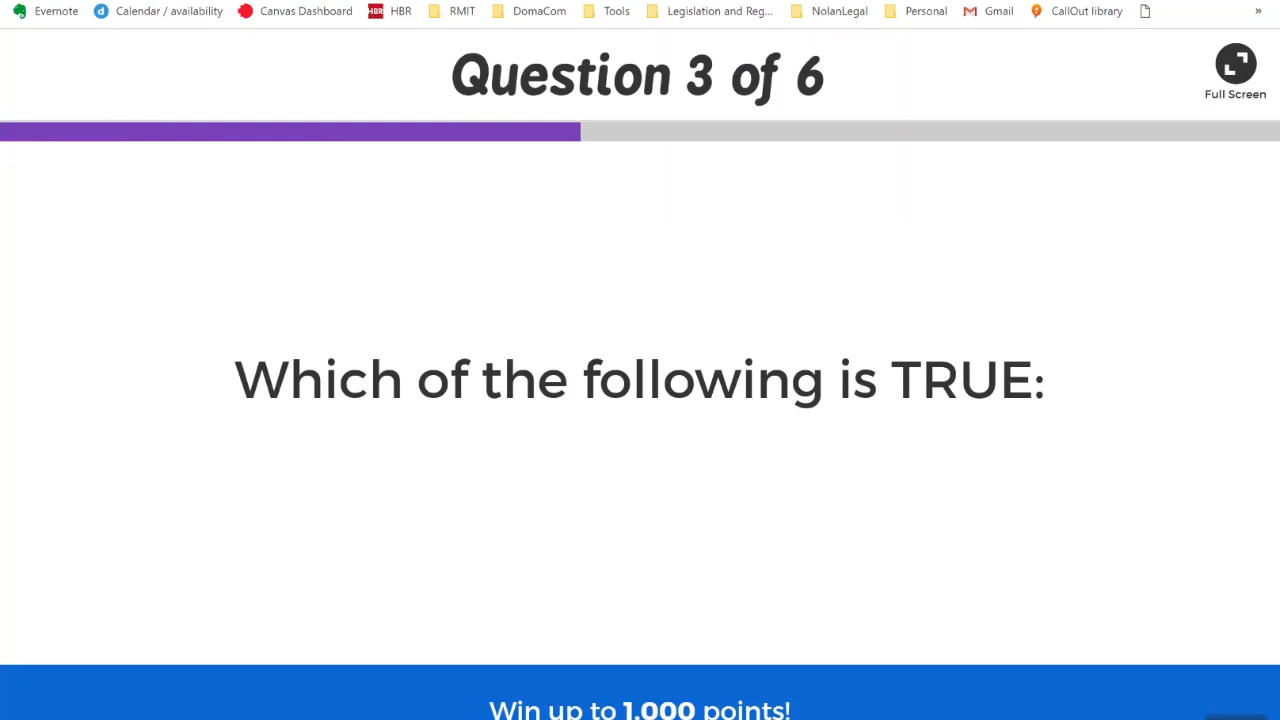 Evernote Calendar / availability Canvas Dashboard HBR HBR RMIT DomaCom Tools Legislation and Reg... NolanLegal Personal Gmail CallOut library »
Question 3 of 6
Full Screen
Which of the following is TRUE:
Win up to 1,000 points!